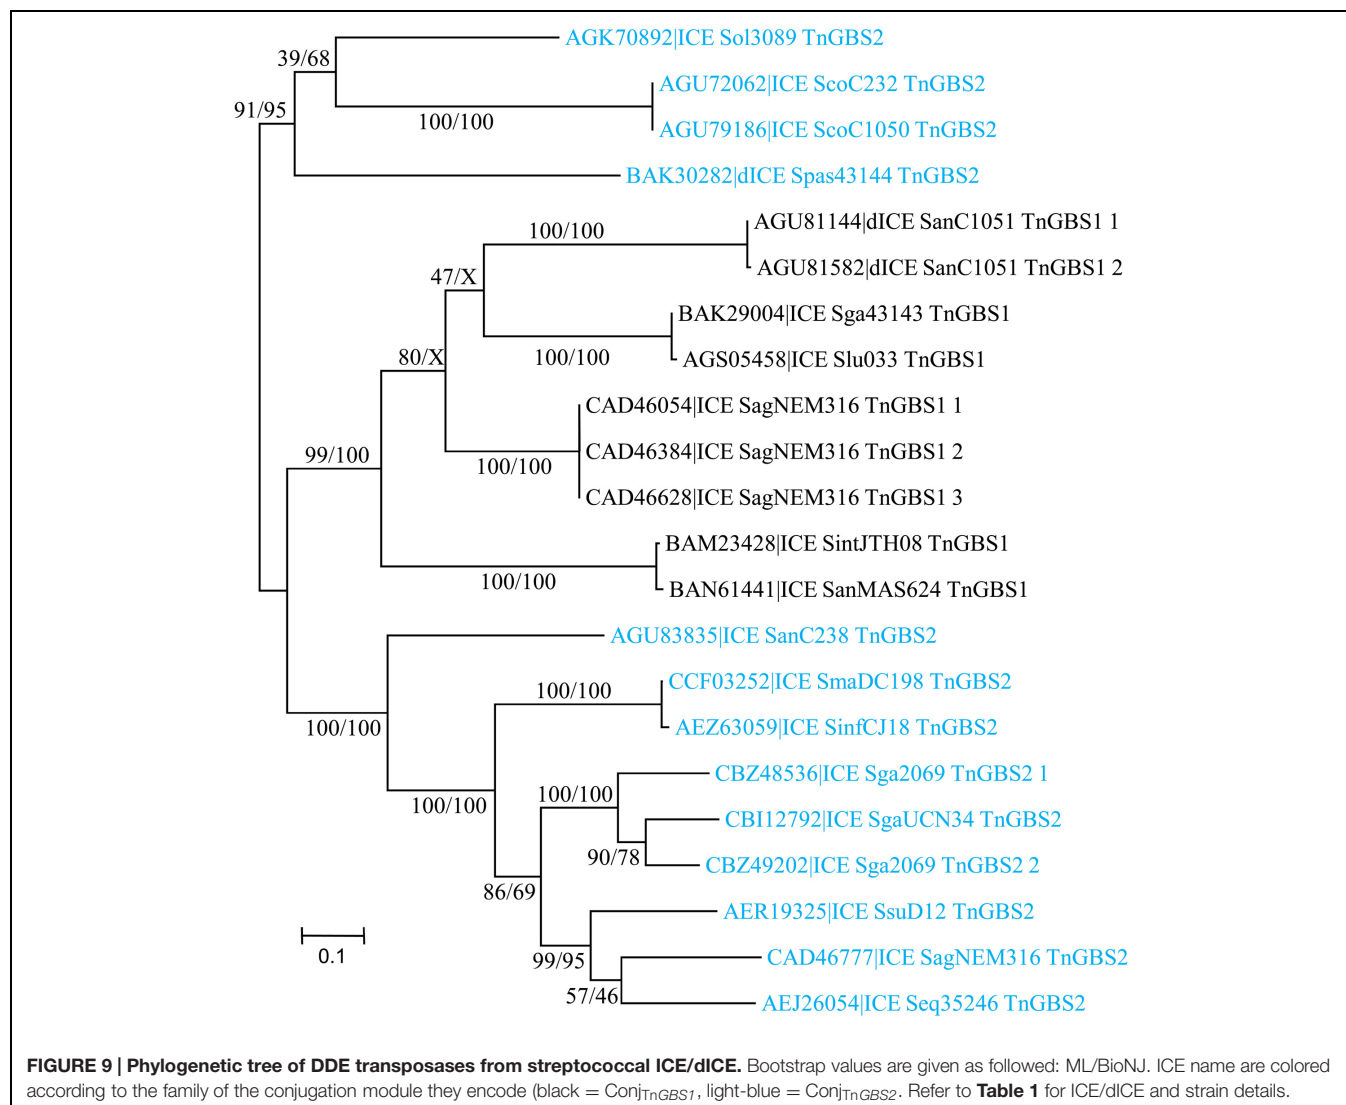 AGK70892|ICE Sol3089 TnGBS2
39/68
AGU72062|ICE ScoC232 TnGBS2
91/95
100/100
AGU79186|ICE ScoC1050 TnGBS2
BAK30282|dICE Spas43144 TnGBS2
AGU81144|dICE SanC1051 TnGBS1 1
100/100
AGU81582|dICE SanC1051 TnGBS1 2
47/X
BAK29004|ICE Sga43143 TnGBS1
80/X
100/100
AGS05458|ICE Slu033 TnGBS1
CAD46054|ICE SagNEM316 TnGBS1 1
99/100
CAD46384|ICE SagNEM316 TnGBS1 2
100/100
CAD46628|ICE SagNEM316 TnGBS1 3
BAM23428|ICE SintJTH08 TnGBS1
100/100
BAN61441|ICE SanMAS624 TnGBS1
AGU83835|ICE SanC238 TnGBS2
CCF03252|ICE SmaDC198 TnGBS2
100/100
100/100
AEZ63059|ICE SinfCJ18 TnGBS2
CBZ48536|ICE Sga2069 TnGBS2 1
100/100
100/100
CBI12792|ICE SgaUCN34 TnGBS2
90/78
CBZ49202|ICE Sga2069 TnGBS2 2
86/69
AER19325|ICE SsuD12 TnGBS2
0.1
99/95
CAD46777|ICE SagNEM316 TnGBS2
57/46
AEJ26054|ICE Seq35246 TnGBS2
FIGURE 9 | Phylogenetic tree of DDE transposases from streptococcal ICE/dICE. Bootstrap values are given as followed: ML/BioNJ. ICE name are colored
according to the family of the conjugation module they encode (black = ConjTnGBS1, light-blue = ConjTnGBS2. Refer to Table 1 for ICE/dICE and strain details.